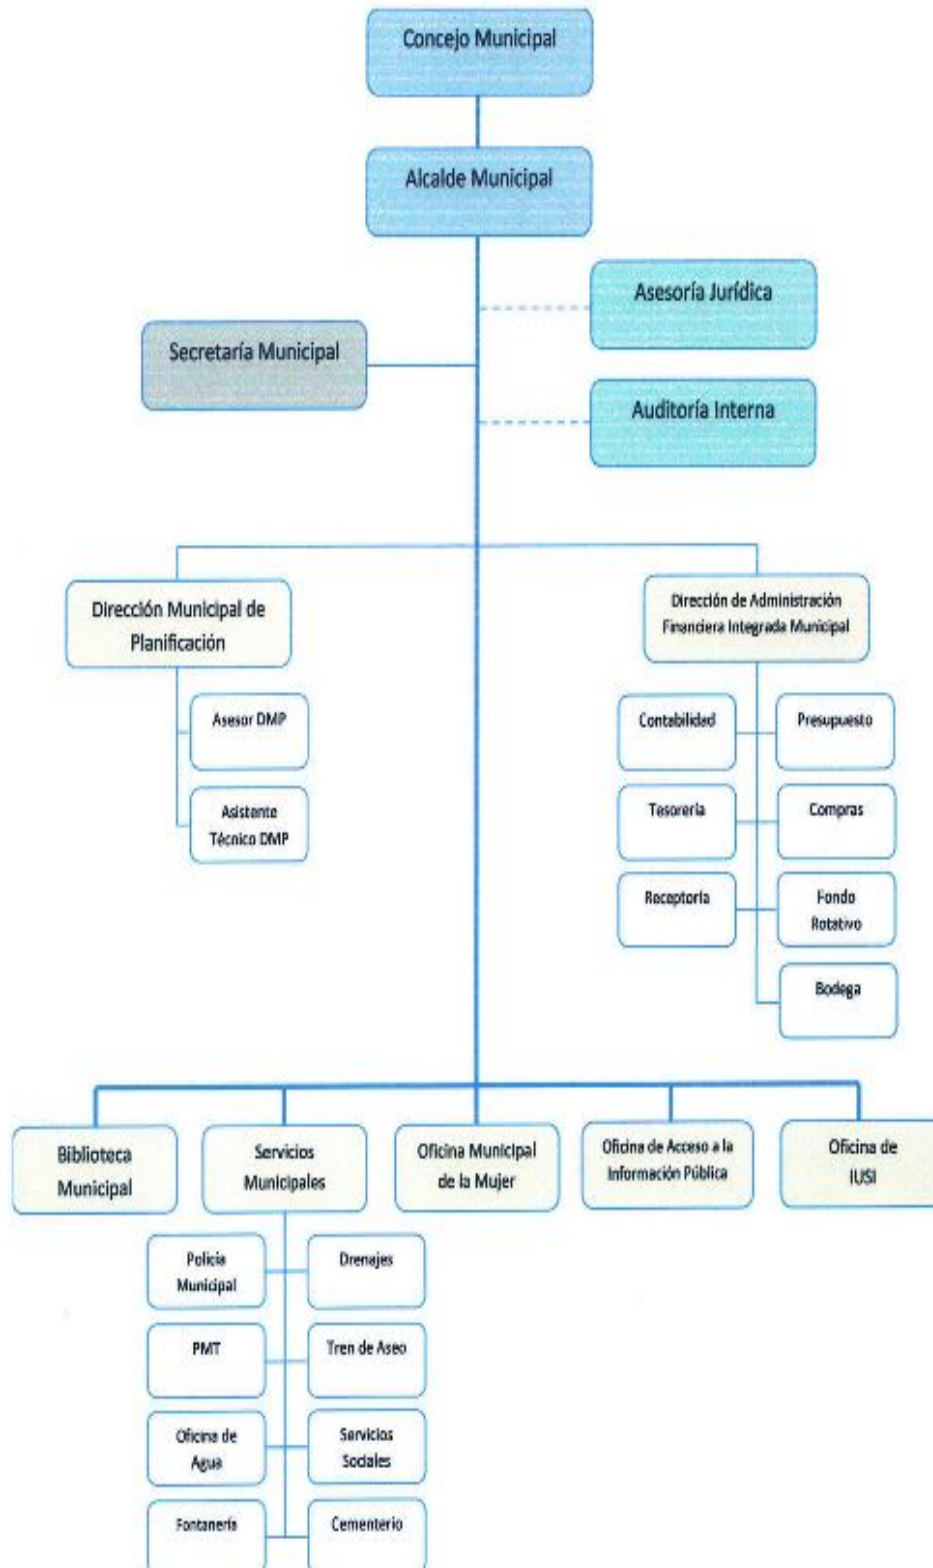 Concejo Municipal
Alcalde Municipal
Asesoría Jurídica
Secretaría Municipal
Auditoría Interna
Dirección Municipal de
Planificación
Dirección de Administración
Financiera Integrada Municipal
Asesor DMP
Asistente
Técnico DMP
Contabilidad
Presupuesto
Tesorería
Compras
Receptoría
Fondo
Rotativo
Bodega
Biblioteca
Municipal
Servicios
Municipales
Oficina Municipal
de la Mujer
Oficina de Acceso a la
Información Pública
Oficina de
IUSI
Policía
Municipal
Drenajes
PMT
Tren de Aseo
Oficina de
Agua
Servicios
Sociales
Fontanería
Cementerio